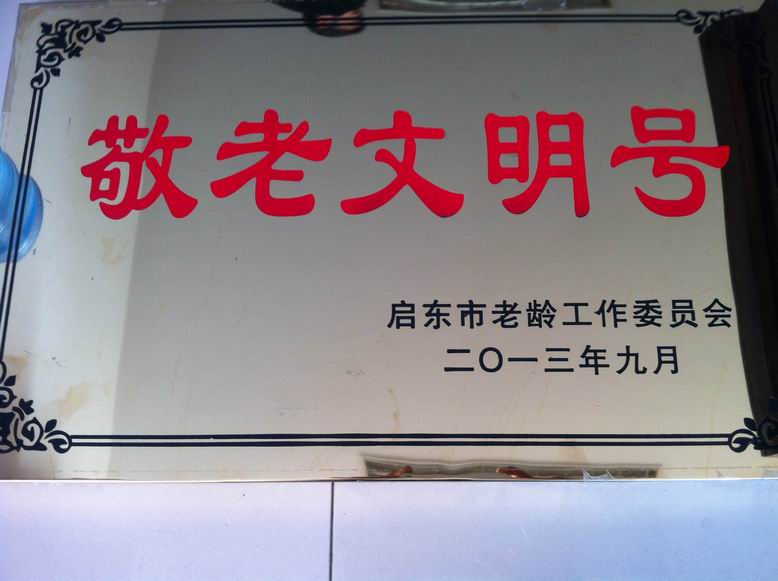 敬老文明号
启东市老龄工作委员会
二〇一三年九月